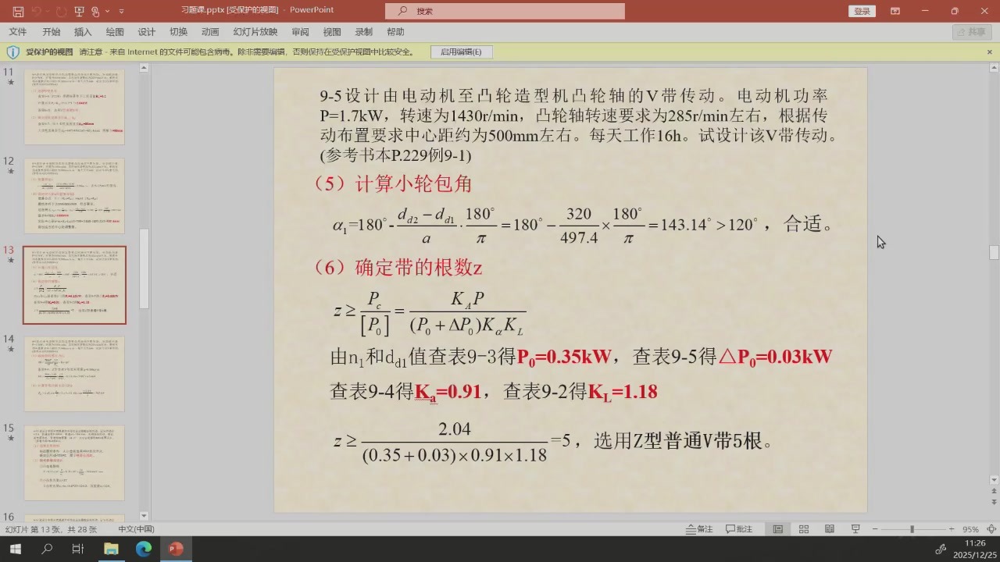 习题课.pptx [受保护的视图] - PowerPoint
搜索
登录
文件 开始 插入 绘图 设计 切换 动画 幻灯片放映 审阅 视图 录制 帮助
共享
受保护的视图 请注意 - 来自 Internet 的文件可能包含病毒。除非需要编辑，否则保持在受保护视图中比较安全。 启用编辑(E)
11
12
13
14
15
16
9-5设计由电动机至凸轮造型机凸轮轴的V带传动。电动机功率
P=1.7kW，转速为1430r/min，凸轮轴转速要求为285r/min左右，根据传
动布置要求中心距约为500mm左右。每天工作16h。试设计该V带传动。
(参考书本P.229例9-1)
（5）计算小轮包角
α₁=180°-(d_{d2}-d_{d1})/a·180°/π=180°-320/497.4×180°/π=143.14°>120°，合适。
（6）确定带的根数z
z≥P_c/[P₀]=K_A P/((P₀+ΔP₀)K_α K_L)
由n₁和d_{d1}值查表9-3得P₀=0.35kW，查表9-5得△P₀=0.03kW
查表9-4得K_a=0.91，查表9-2得K_L=1.18
z≥2.04/((0.35+0.03)×0.91×1.18)=5，选用Z型普通V带5根。
幻灯片 第 13 张，共 28 张 中文(中国)
备注 批注 95%
11:26
2025/12/25